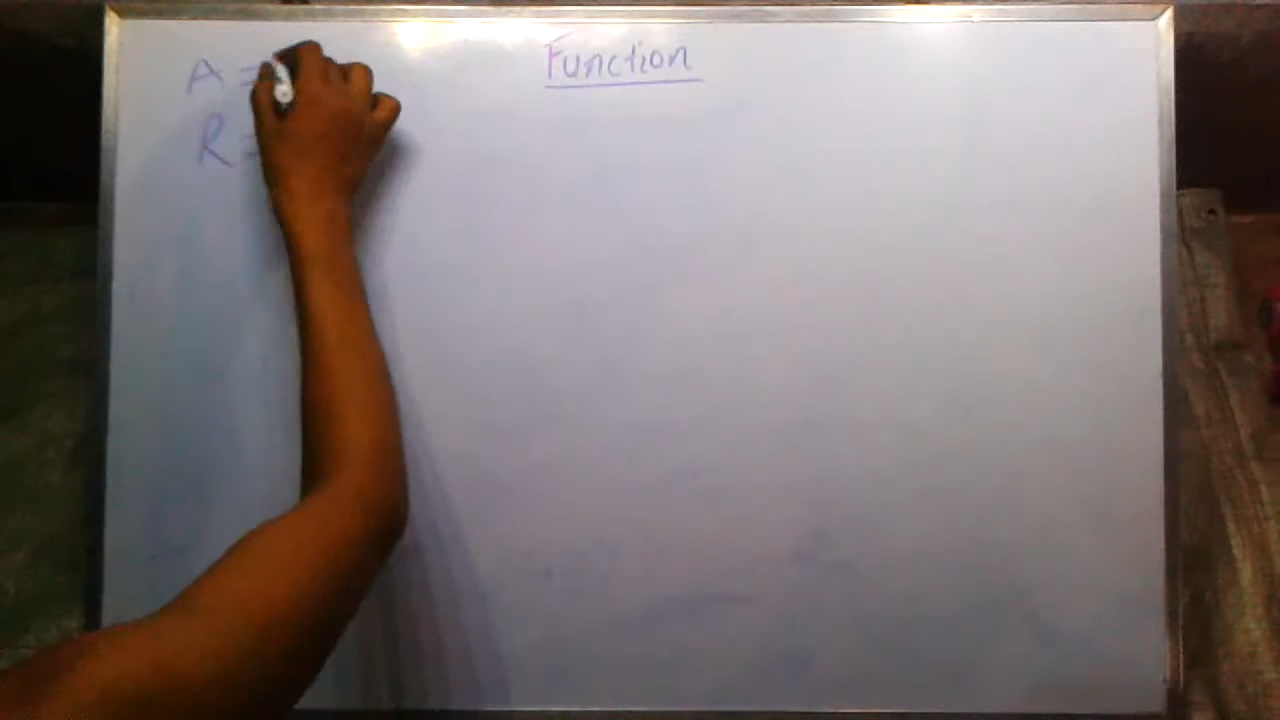 Function
A =
R =